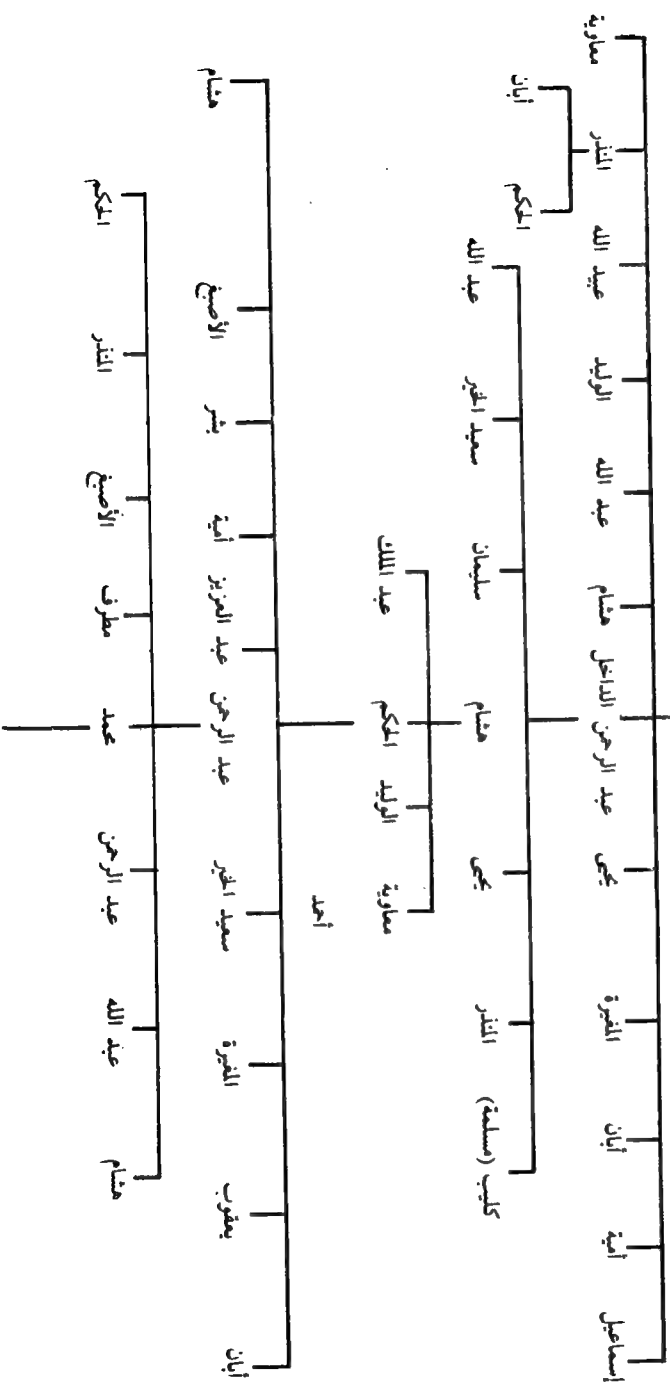 إسماعيل أمية أبان المغيرة يحيى عبد الرحمن الداخل هشام عبد الله الوليد عبيد الله المنذر معاوية
الحكم أبان
كليب (مسلمة) المنذر يحيى هشام سليمان سعيد الخير عبد الله
معاوية الوليد الحكم عبد الملك
أحمد
أبان يعقوب المغيرة سعيد الخير عبد الرحمن عبد العزيز أمية بشر الأصبغ هشام
هشام عبد الله عبد الرحمن محمد مطرف الأصبغ المنذر الحكم